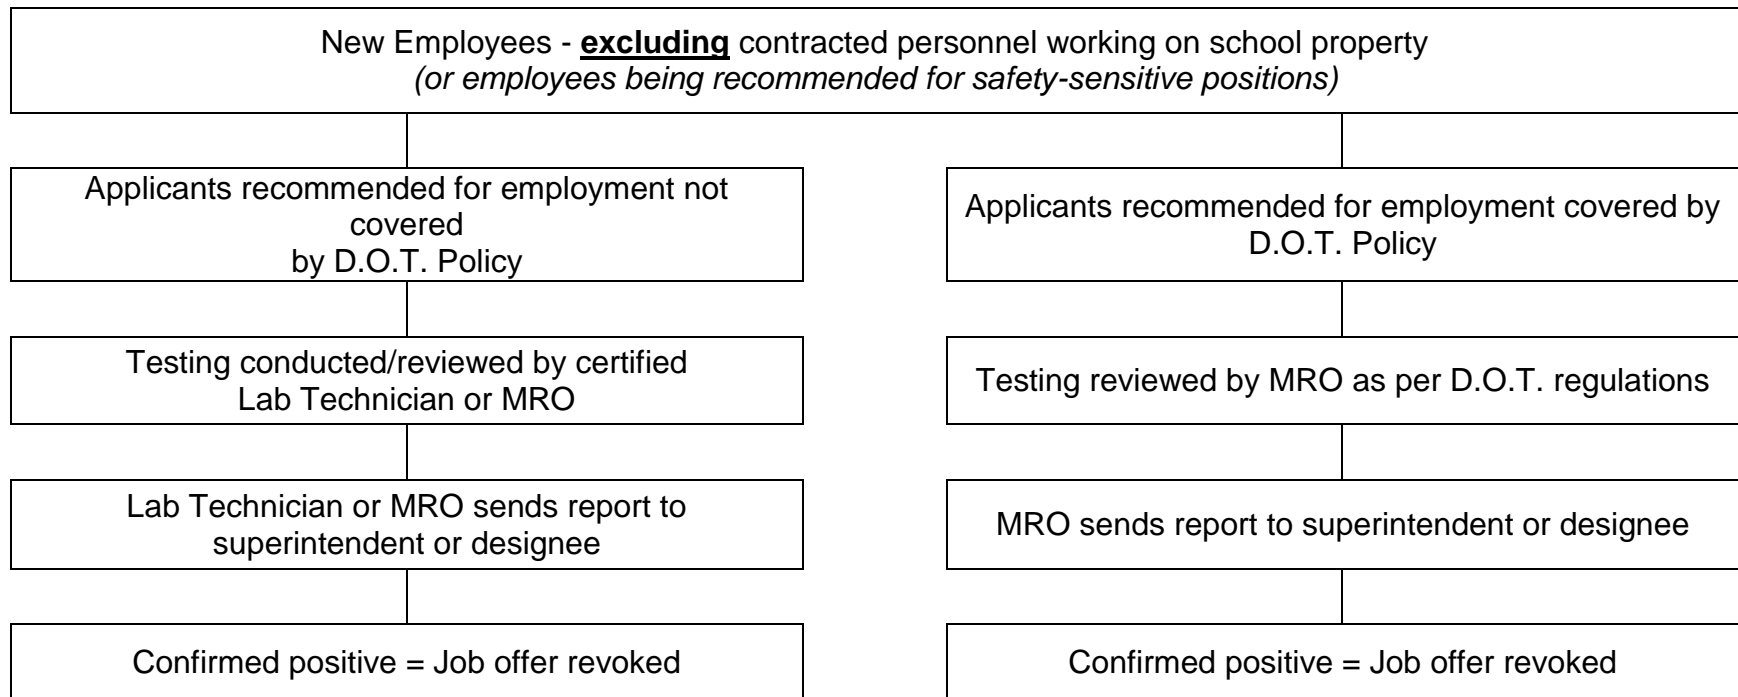 New Employees - excluding contracted personnel working on school property
(or employees being recommended for safety-sensitive positions)
Applicants recommended for employment not
covered
by D.O.T. Policy
Applicants recommended for employment covered by
D.O.T. Policy
Testing conducted/reviewed by certified
Lab Technician or MRO
Testing reviewed by MRO as per D.O.T. regulations
Lab Technician or MRO sends report to
superintendent or designee
MRO sends report to superintendent or designee
Confirmed positive = Job offer revoked
Confirmed positive = Job offer revoked